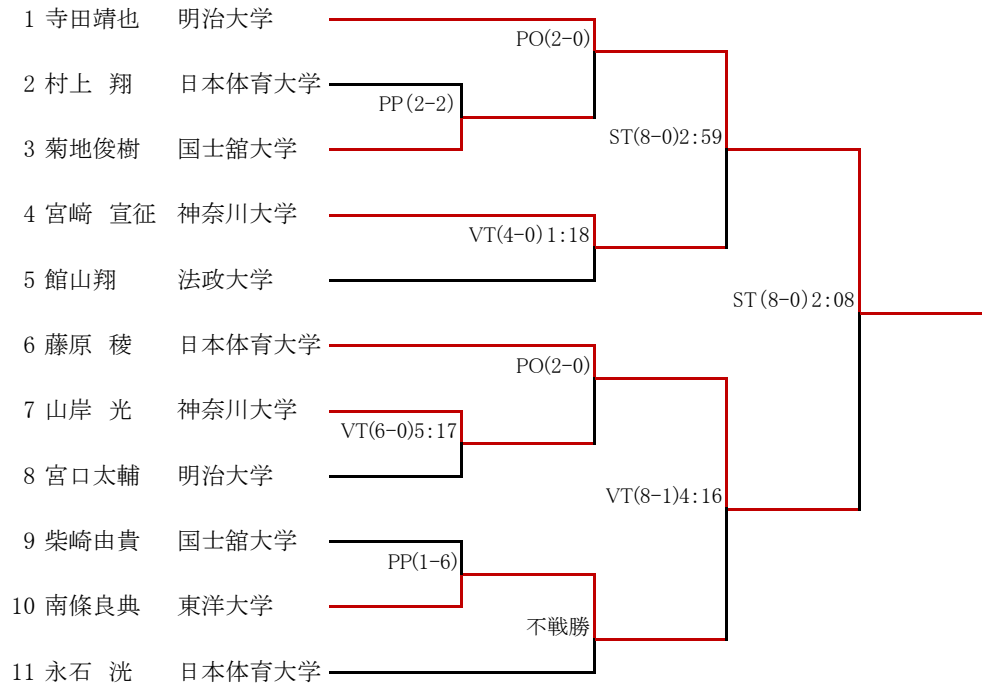 1 寺田靖也 明治大学
PO(2-0)
2 村上 翔 日本体育大学
PP(2-2)
3 菊地俊樹 国士舘大学
ST(8-0)2:59
4 宮﨑 宣征 神奈川大学
VT(4-0)1:18
5 館山翔 法政大学
ST(8-0)2:08
6 藤原 稜 日本体育大学
PO(2-0)
7 山岸 光 神奈川大学
VT(6-0)5:17
8 宮口太輔 明治大学
VT(8-1)4:16
9 柴崎由貴 国士舘大学
PP(1-6)
10 南條良典 東洋大学
不戦勝
11 永石 洸 日本体育大学